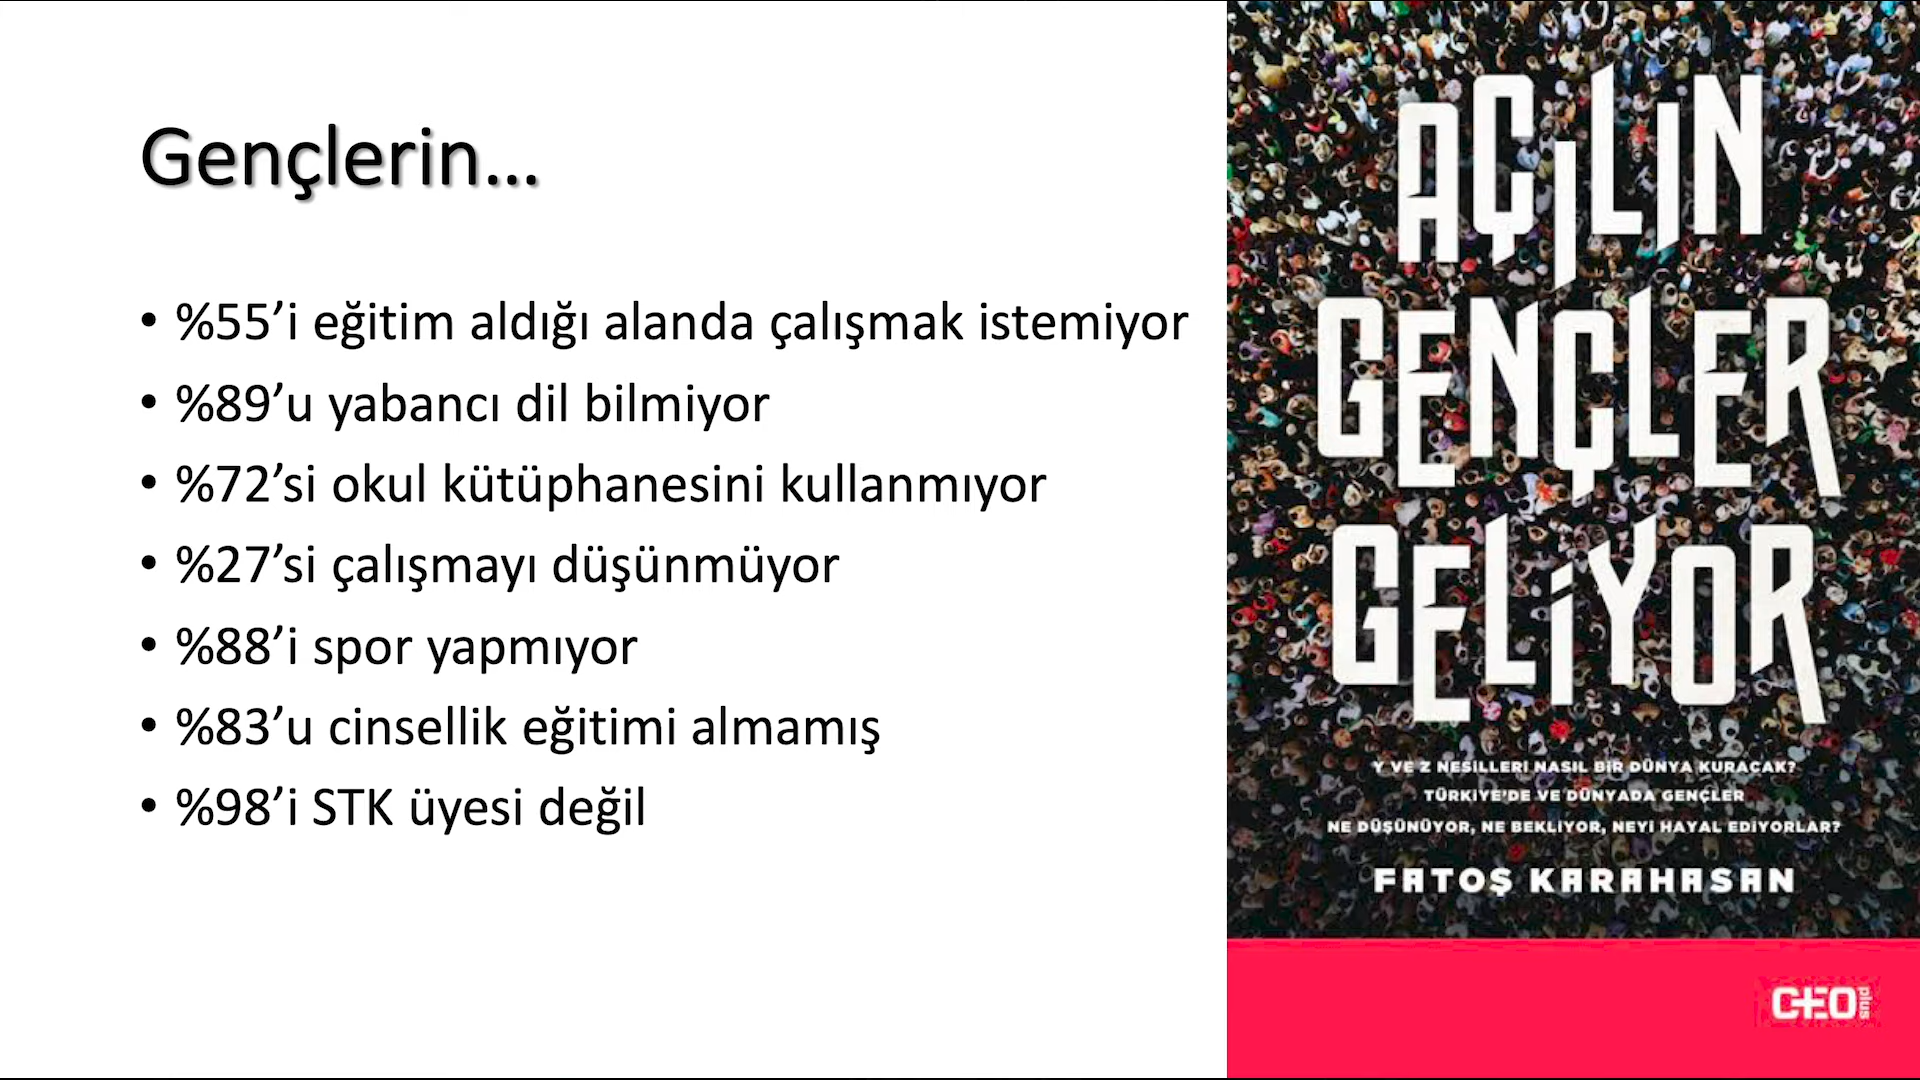 Gençlerin...
• %55’i eğitim aldığı alanda çalışmak istemiyor
• %89’u yabancı dil bilmiyor
• %72’si okul kütüphanesini kullanmıyor
• %27’si çalışmayı düşünmüyor
• %88’i spor yapmıyor
• %83’u cinsellik eğitimi almamış
• %98’i STK üyesi değil
AÇILIN
GENÇLER
GELİYOR
Y VE Z NESİLLERİ NASIL BİR DÜNYA KURACAK?
TÜRKİYE'DE VE DÜNYADA GENÇLER
NE DÜŞÜNÜYOR, NE BEKLİYOR, NEYİ HAYAL EDİYORLAR?
FATOŞ KARAHASAN
CEO plus